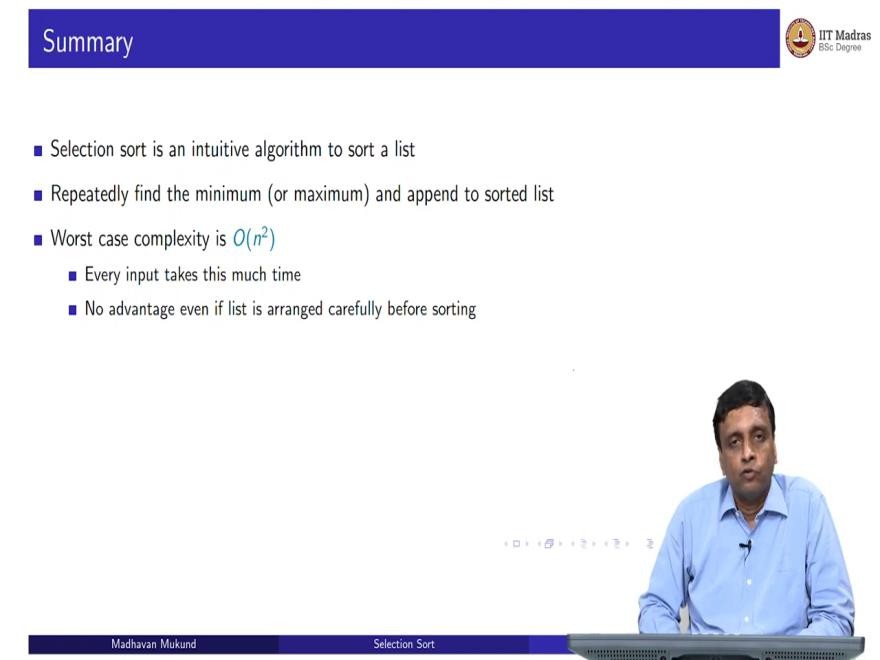 Summary
IIT Madras
BSc Degree
Selection sort is an intuitive algorithm to sort a list
Repeatedly find the minimum (or maximum) and append to sorted list
Worst case complexity is O(n²)
Every input takes this much time
No advantage even if list is arranged carefully before sorting
Madhavan Mukund
Selection Sort